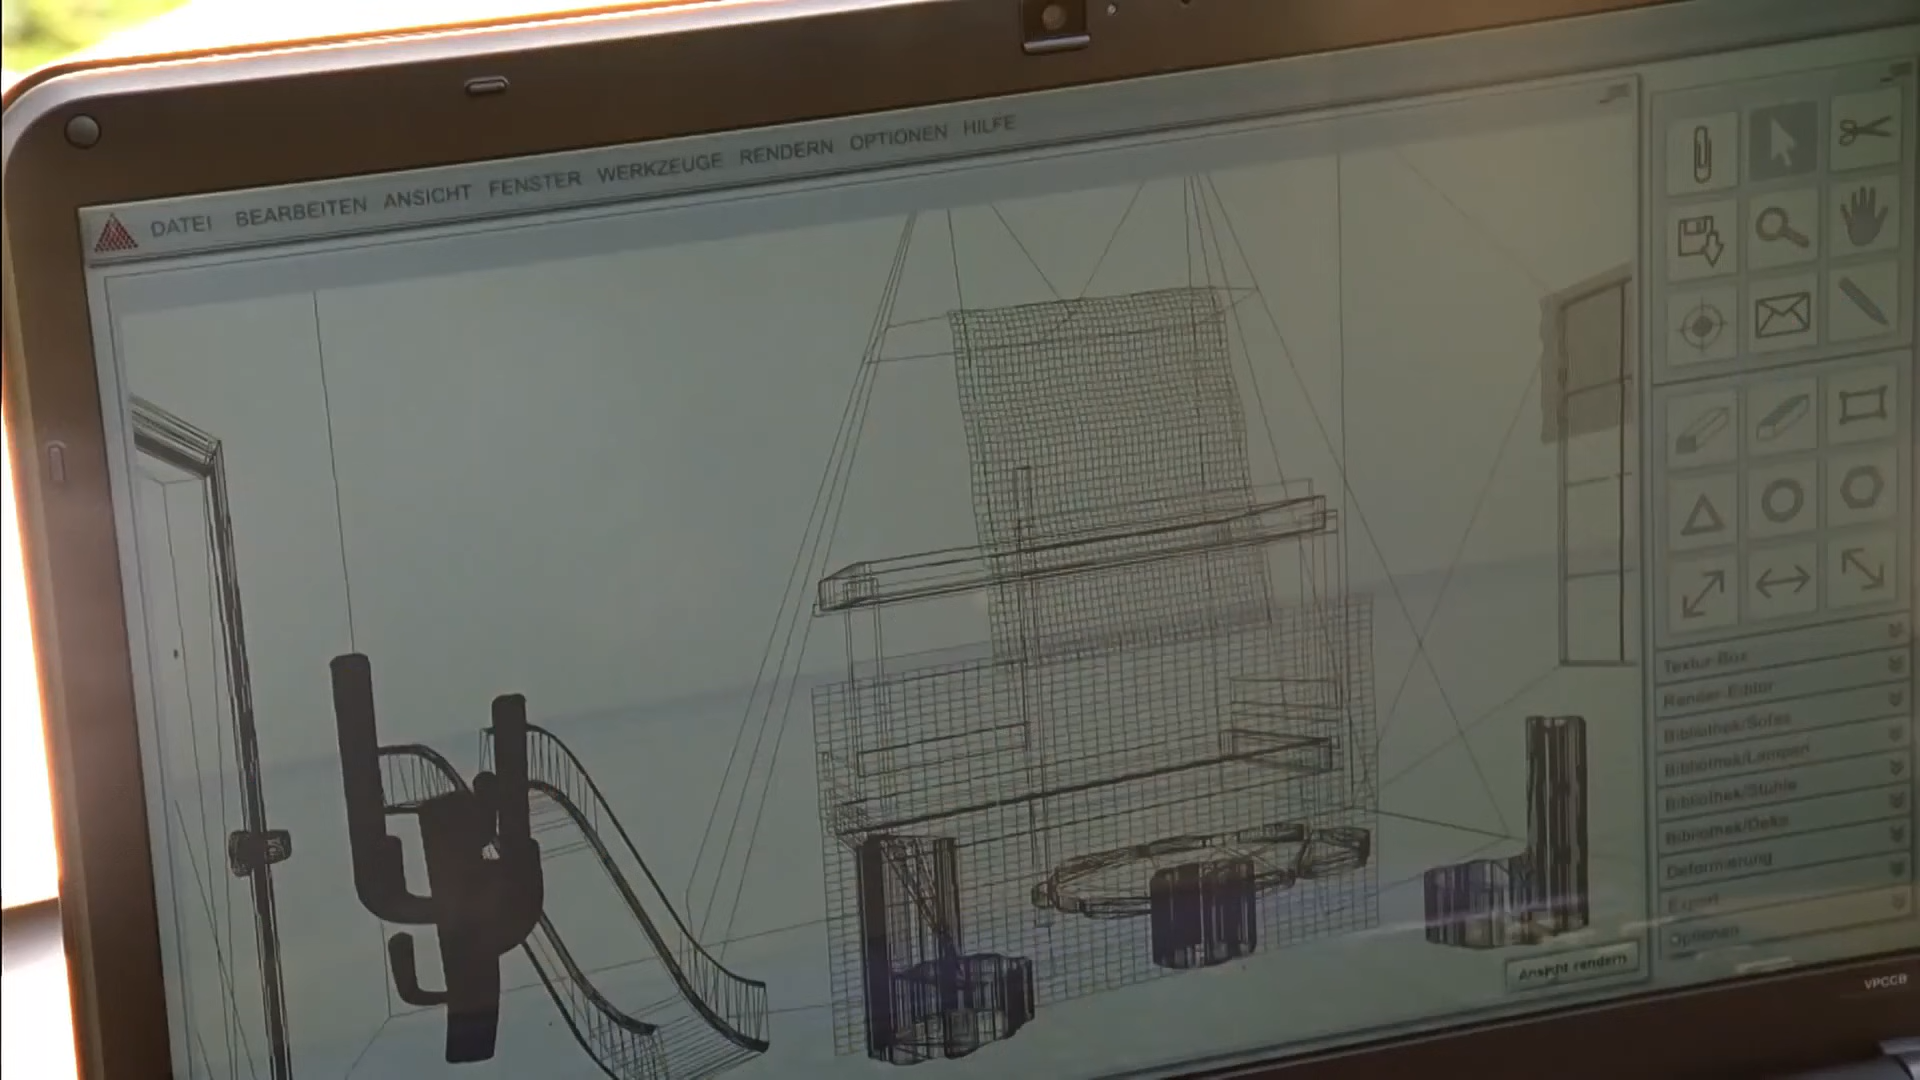 DATEI BEARBEITEN ANSICHT FENSTER WERKZEUGE RENDERN OPTIONEN HILFE
Textur-Box
Render-Editor
Bibliothek/Sofas
Bibliothek/Lampen
Bibliothek/Stühle
Bibliothek/Deko
Deformierung
Export
Optionen
Ansicht rendern
VPCCB